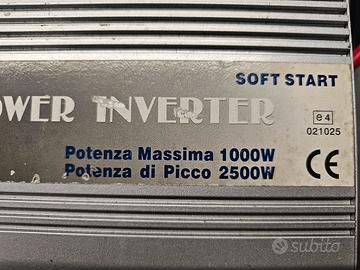 SOFT START
OWER INVERTER
e4
021025
Potenza Massima 1000W
Potenza di Picco 2500W
CE
subito